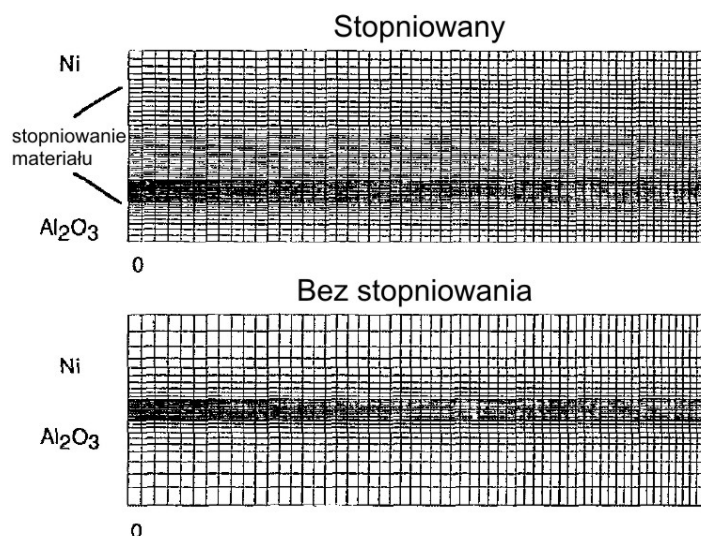 Stopniowany
Ni
stopniowanie
materiału
Al₂O₃
0
Bez stopniowania
Ni
Al₂O₃
0